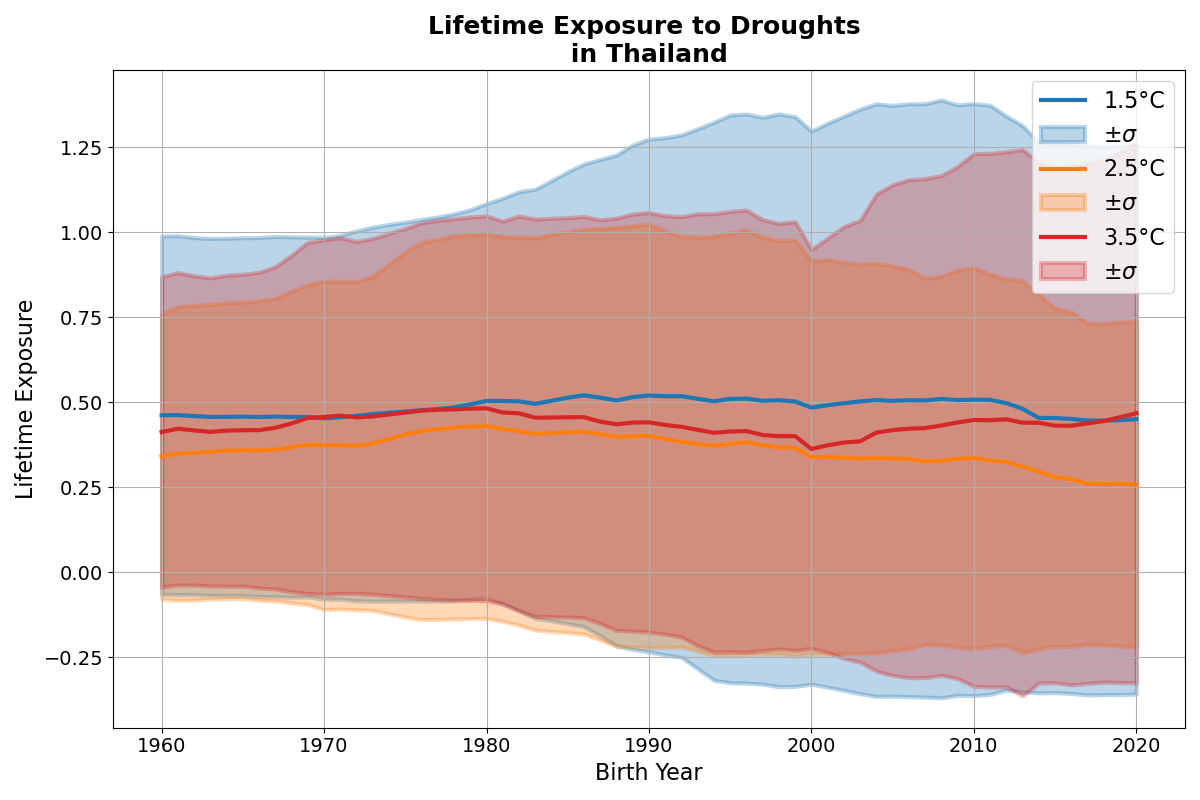 Lifetime Exposure to Droughts
in Thailand
1.5°C
±σ
2.5°C
±σ
3.5°C
±σ
Lifetime Exposure
1.25
1.00
0.75
0.50
0.25
0.00
−0.25
1960
1970
1980
1990
2000
2010
2020
Birth Year